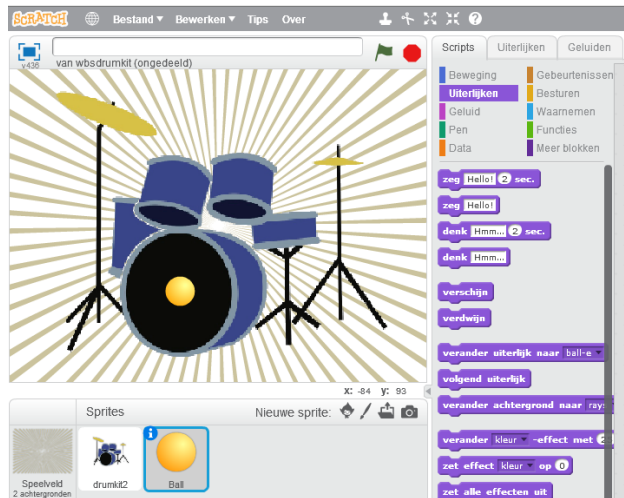 SCRATCH Bestand ▾ Bewerken ▾ Tips Over
v436
van wbsdrumkit (ongedeeld)
x: -84 y: 93
Sprites Nieuwe sprite:
Speelveld
2 achtergronden
drumkit2
Ball
Scripts Uiterlijken Geluiden
Beweging Gebeurtenissen
Uiterlijken Besturen
Geluid Waarnemen
Pen Functies
Data Meer blokken
zeg Hello! 2 sec.
zeg Hello!
denk Hmm... 2 sec.
denk Hmm...
verschijn
verdwijn
verander uiterlijk naar ball-e
volgend uiterlijk
verander achtergrond naar
verander kleur -effect met
zet effect kleur op 0
zet alle effecten uit